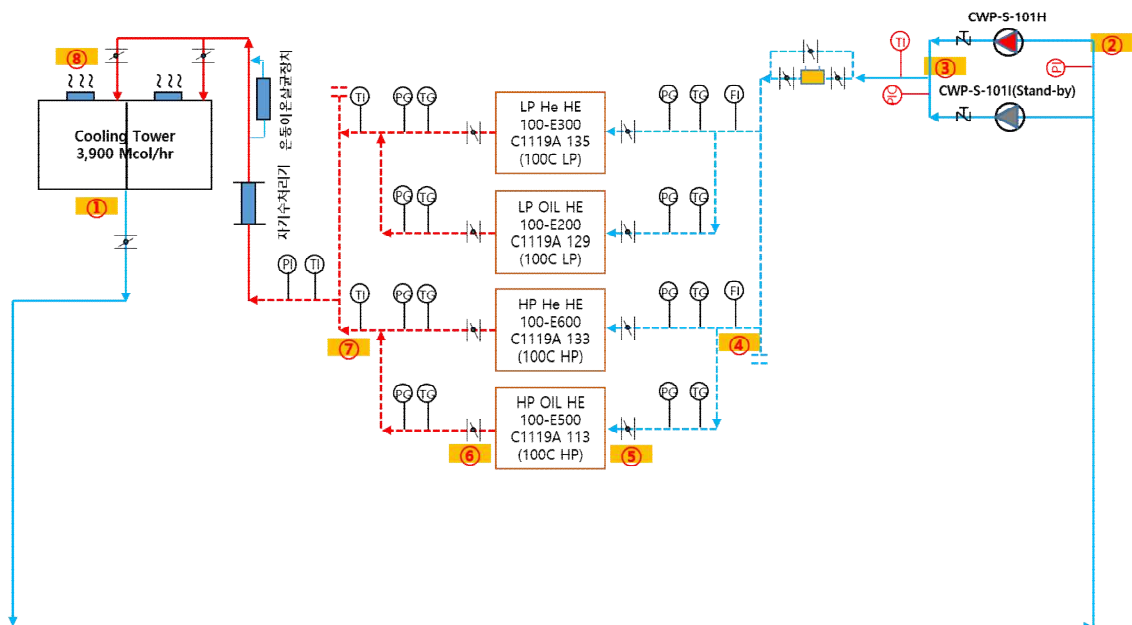 CWP-S-101H
②
⑧
TI
③
PI
CWP-S-101I(Stand-by)
PIC
Cooling Tower
3,900 Mcol/hr
①
운동이온살균장치
자기수처리기
TI
PG
TG
LP He HE
100-E300
C1119A 135
(100C LP)
PG
TG
FI
PG
TG
LP OIL HE
100-E200
C1119A 129
(100C LP)
PI
TI
TI
PG
TG
HP He HE
100-E600
C1119A 133
(100C HP)
PG
TG
FI
⑦
④
PG
TG
HP OIL HE
100-E500
C1119A 113
(100C HP)
PG
TG
⑥
⑤